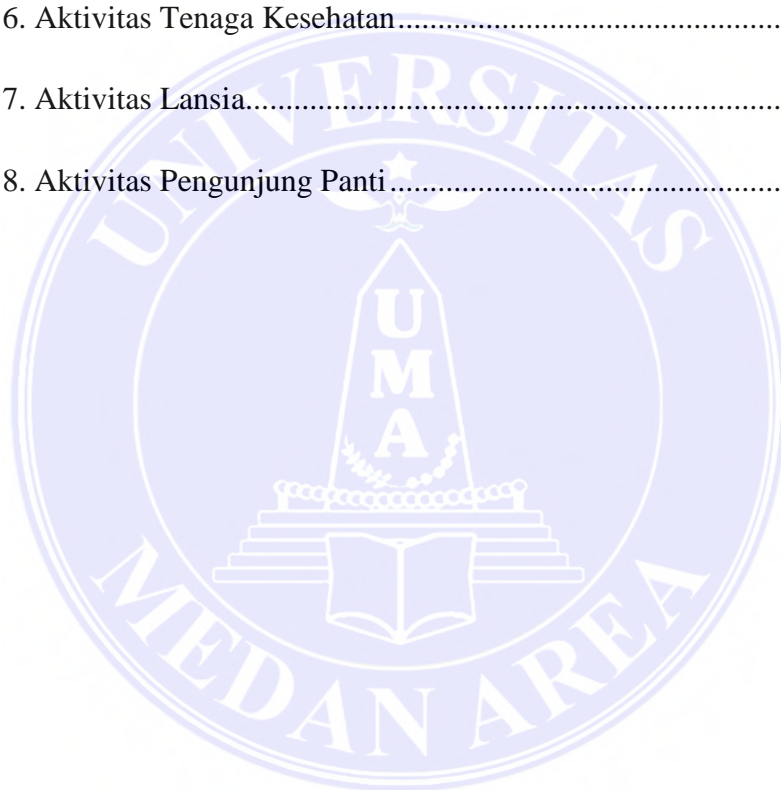 6. Aktivitas Tenaga Kesehatan.......................................
7. Aktivitas Lansia................................................................
8. Aktivitas Pengunjung Panti........................................
UNIVERSITAS
UMA
MEDAN AREA